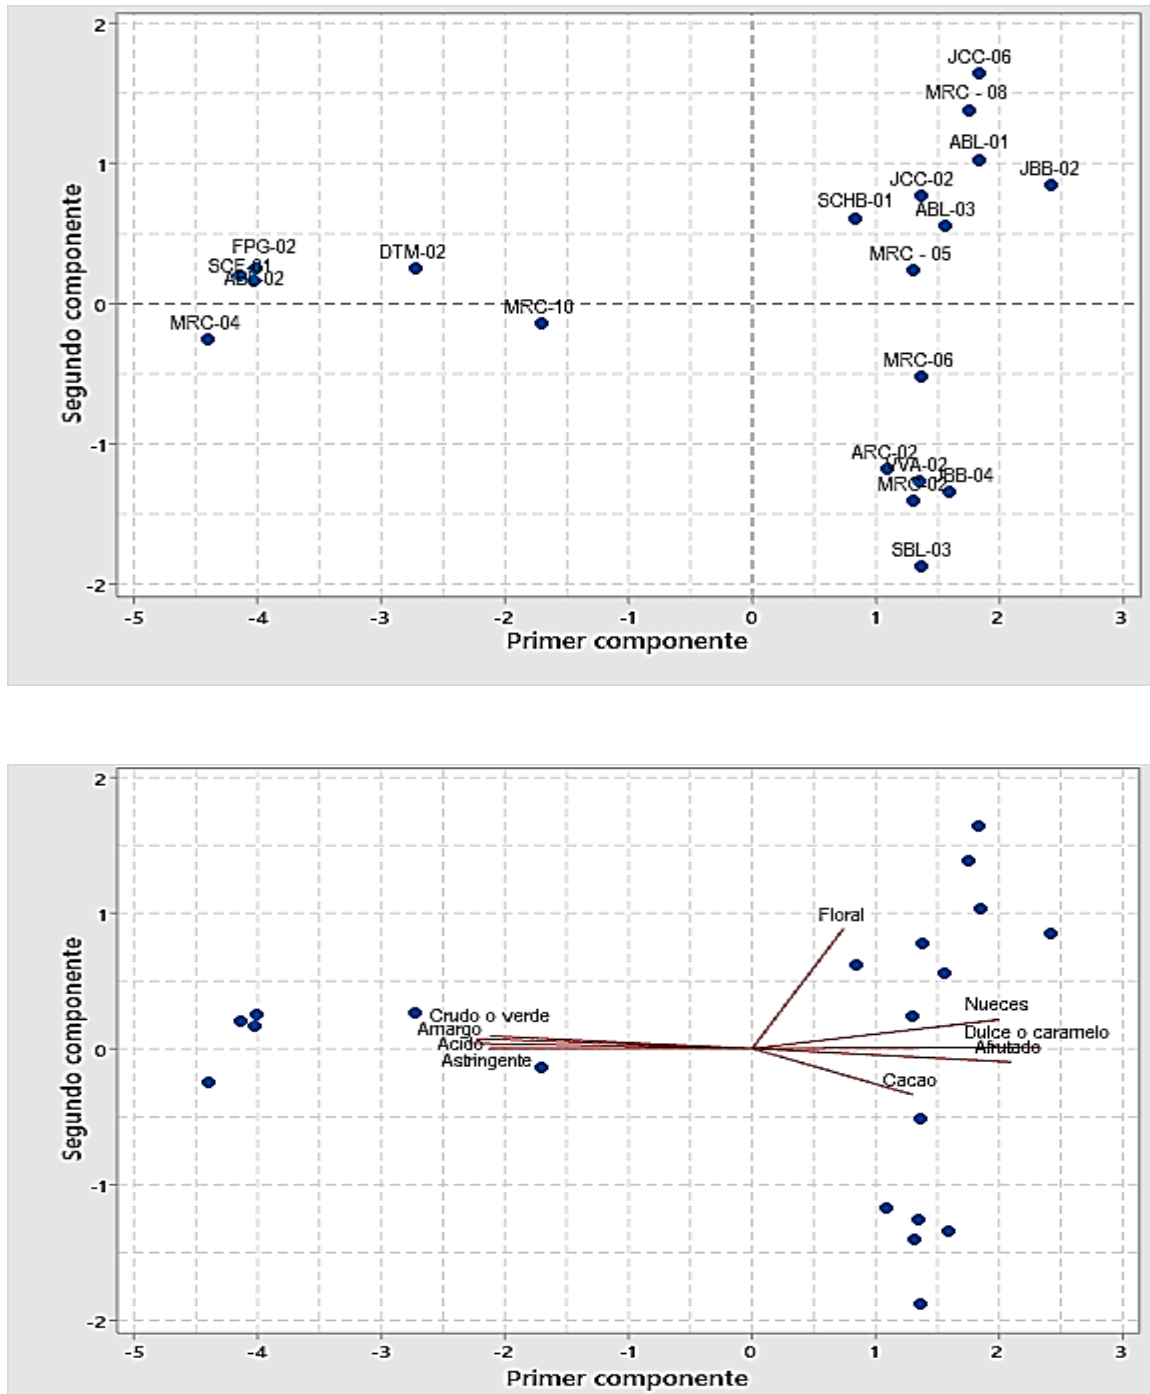 2
JCC-06
MRC - 08
ABL-01
1
JBB-02
JCC-02
SCHB-01
ABL-03
FPG-02
DTM-02
MRC - 05
SCF-01
0
MRC-10
MRC-04
MRC-06
-1
ARC-02
JBB-04
MRC-02
SBL-03
-2
-5 -4 -3 -2 -1 0 1 2 3
Primer componente
Segundo componente
2
1
Floral
Nueces
Crudo o verde
Amargo
Dulce o caramelo
Acido
0
Afrutado
Astringente
Cacao
-1
-2
-5 -4 -3 -2 -1 0 1 2 3
Primer componente
Segundo componente